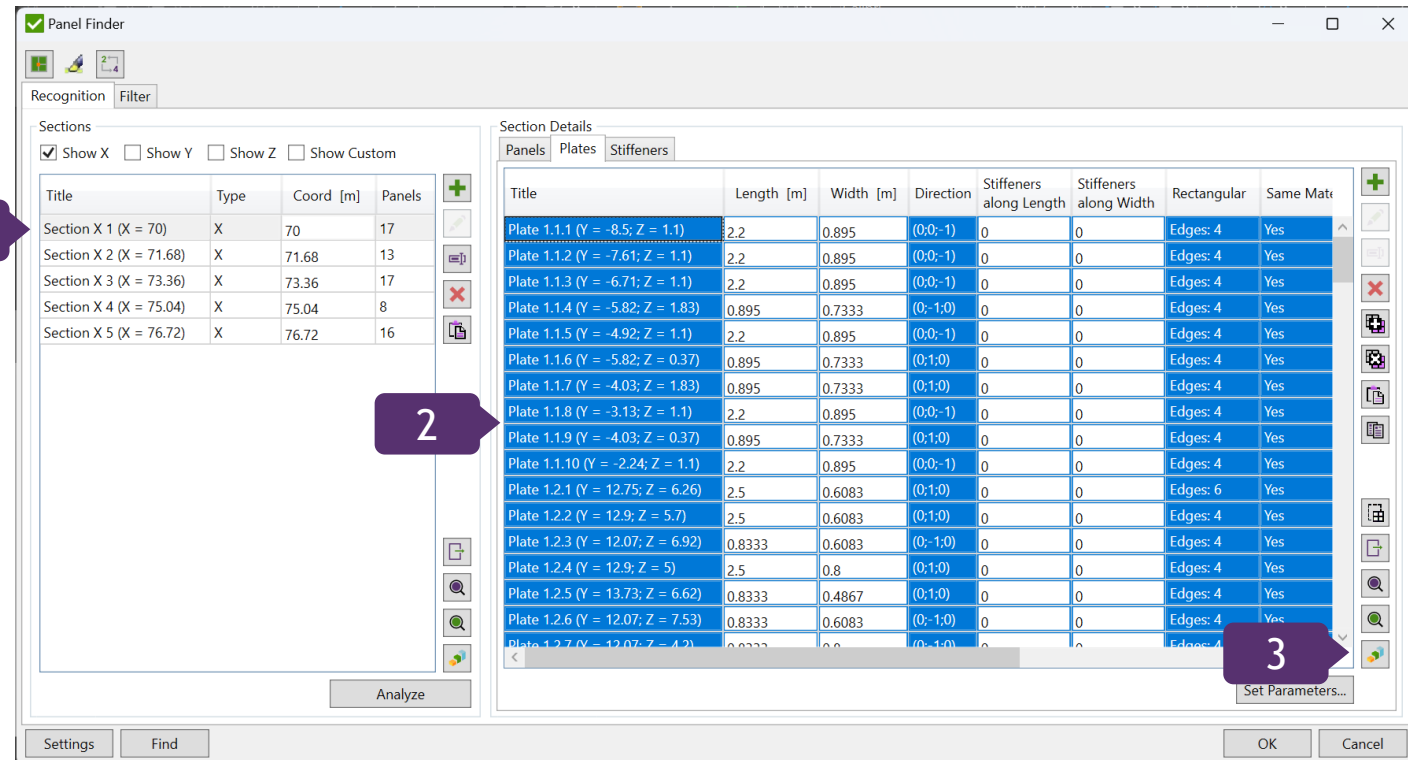 Panel Finder
Recognition Filter
Sections
Show X Show Y Show Z Show Custom
Title Type Coord [m] Panels
Section X 1 (X = 70) X 70 17
Section X 2 (X = 71.68) X 71.68 13
Section X 3 (X = 73.36) X 73.36 17
Section X 4 (X = 75.04) X 75.04 8
Section X 5 (X = 76.72) X 76.72 16
Analyze
Section Details
Panels Plates Stiffeners
Title Length [m] Width [m] Direction Stiffeners along Length Stiffeners along Width Rectangular Same Mate
Plate 1.1.1 (Y = -8.5; Z = 1.1) 2.2 0.895 (0;0;-1) 0 0 Edges: 4 Yes
Plate 1.1.2 (Y = -7.61; Z = 1.1) 2.2 0.895 (0;0;-1) 0 0 Edges: 4 Yes
Plate 1.1.3 (Y = -6.71; Z = 1.1) 2.2 0.895 (0;0;-1) 0 0 Edges: 4 Yes
Plate 1.1.4 (Y = -5.82; Z = 1.83) 0.895 0.7333 (0;-1;0) 0 0 Edges: 4 Yes
Plate 1.1.5 (Y = -4.92; Z = 1.1) 2.2 0.895 (0;0;-1) 0 0 Edges: 4 Yes
Plate 1.1.6 (Y = -5.82; Z = 0.37) 0.895 0.7333 (0;1;0) 0 0 Edges: 4 Yes
Plate 1.1.7 (Y = -4.03; Z = 1.83) 0.895 0.7333 (0;1;0) 0 0 Edges: 4 Yes
Plate 1.1.8 (Y = -3.13; Z = 1.1) 2.2 0.895 (0;0;-1) 0 0 Edges: 4 Yes
Plate 1.1.9 (Y = -4.03; Z = 0.37) 0.895 0.7333 (0;1;0) 0 0 Edges: 4 Yes
Plate 1.1.10 (Y = -2.24; Z = 1.1) 2.2 0.895 (0;0;-1) 0 0 Edges: 4 Yes
Plate 1.2.1 (Y = 12.75; Z = 6.26) 2.5 0.6083 (0;1;0) 0 0 Edges: 6 Yes
Plate 1.2.2 (Y = 12.9; Z = 5.7) 2.5 0.6083 (0;1;0) 0 0 Edges: 4 Yes
Plate 1.2.3 (Y = 12.07; Z = 6.92) 0.8333 0.6083 (0;-1;0) 0 0 Edges: 4 Yes
Plate 1.2.4 (Y = 12.9; Z = 5) 2.5 0.8 (0;1;0) 0 0 Edges: 4 Yes
Plate 1.2.5 (Y = 13.73; Z = 6.62) 0.8333 0.4867 (0;1;0) 0 0 Edges: 4 Yes
Plate 1.2.6 (Y = 12.07; Z = 7.53) 0.8333 0.6083 (0;-1;0) 0 0 Edges: 4 Yes
Plate 1.2.7 (Y = 12.07; Z = 4.2) 0.8333 0.8 (0;-1;0) 0 0 Edges: 4
2
3
Set Parameters...
Settings Find OK Cancel